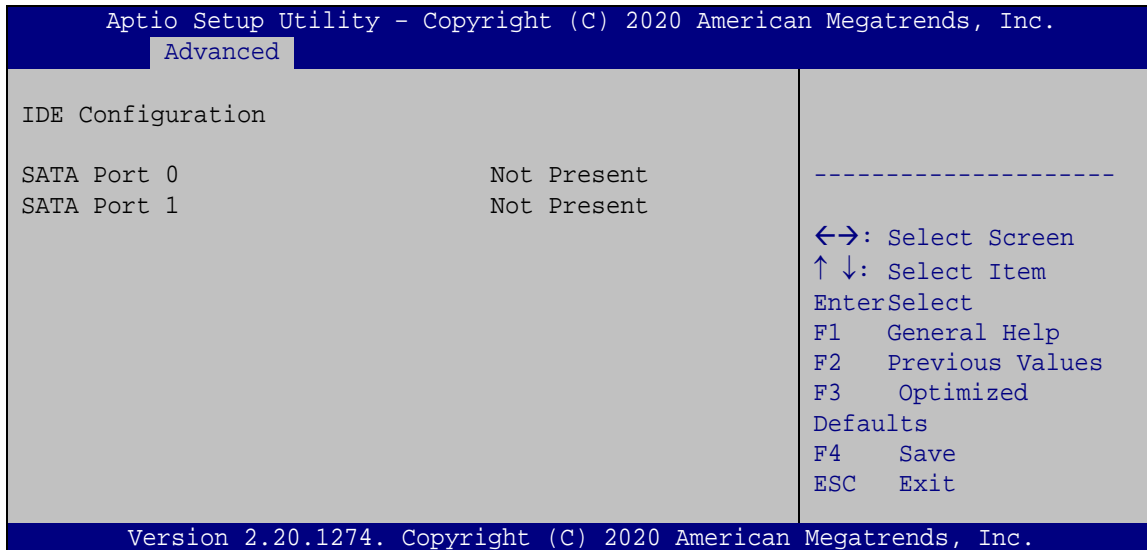 Aptio Setup Utility – Copyright (C) 2020 American Megatrends, Inc.
Advanced
IDE Configuration
SATA Port 0 Not Present
SATA Port 1 Not Present
---------------------
←→: Select Screen
↑ ↓: Select Item
EnterSelect
F1 General Help
F2 Previous Values
F3 Optimized
Defaults
F4 Save
ESC Exit
Version 2.20.1274. Copyright (C) 2020 American Megatrends, Inc.